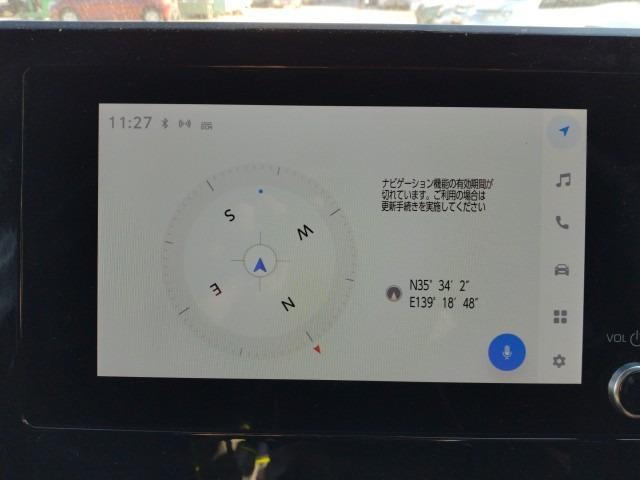 11:27
ナビゲーション機能の有効期間が
切れています。ご利用の場合は
更新手続きを実施してください
S
W
E
N
N35° 34′ 2″
E139° 18′ 48″
VOL